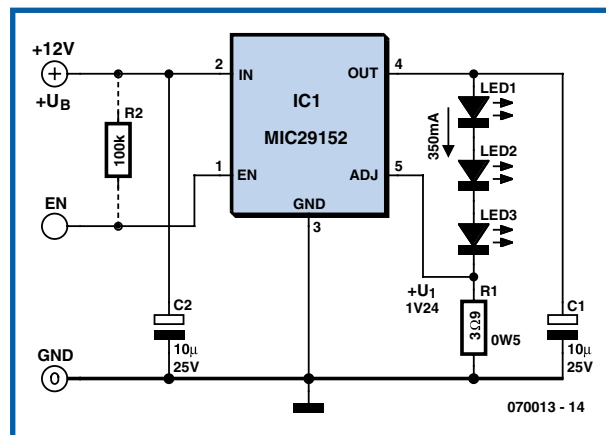 +12V
+UB
R2
100k
EN
GND
2
IN
OUT
4
IC1
MIC29152
1
EN
ADJ
5
GND
3
350mA
LED1
LED2
LED3
+U1
1V24
R1
3Ω9
0W5
C2
10µ
25V
C1
10µ
25V
0
070013 - 14